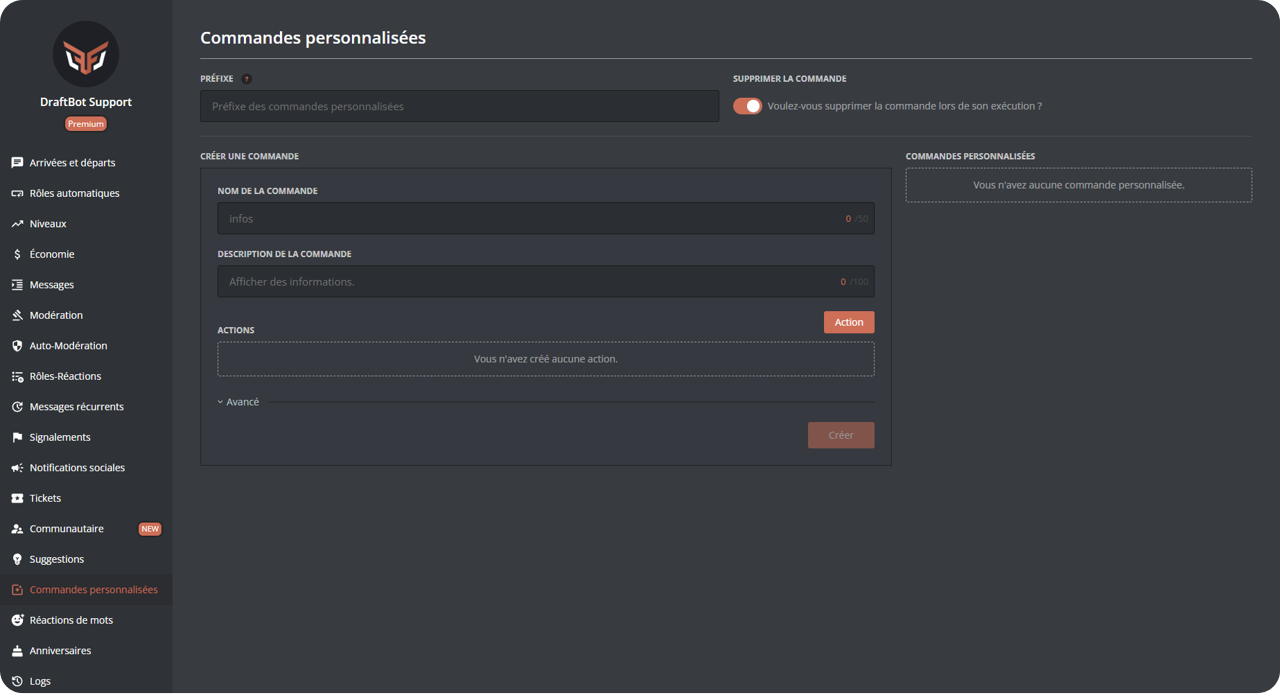 DraftBot Support
Premium
Arrivées et départs
Rôles automatiques
Niveaux
Économie
Messages
Modération
Auto-Modération
Rôles-Réactions
Messages récurrents
Signalements
Notifications sociales
Tickets
Communautaire NEW
Suggestions
Commandes personnalisées
Réactions de mots
Anniversaires
Logs
Commandes personnalisées
PRÉFIXE ?
Préfixe des commandes personnalisées
SUPPRIMER LA COMMANDE
Voulez-vous supprimer la commande lors de son exécution ?
CRÉER UNE COMMANDE
NOM DE LA COMMANDE
infos 0 /50
DESCRIPTION DE LA COMMANDE
Afficher des informations. 0 /100
ACTIONS Action
Vous n'avez créé aucune action.
Avancé
Créer
COMMANDES PERSONNALISÉES
Vous n'avez aucune commande personnalisée.